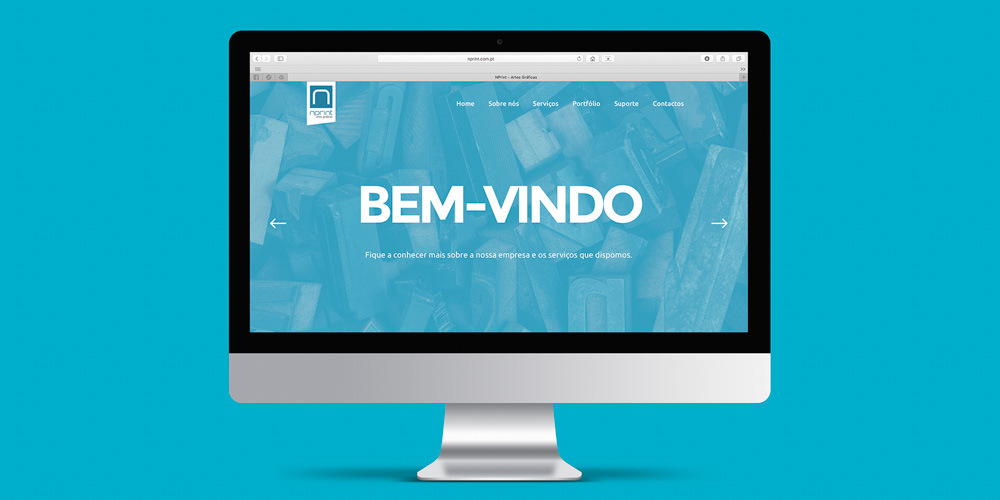 nprint.com.pt
NPrint – Artes Gráficas
n
nprint
artes gráficas
Home Sobre nós Serviços Portfólio Suporte Contactos
BEM-VINDO
Fique a conhecer mais sobre a nossa empresa e os serviços que dispomos.